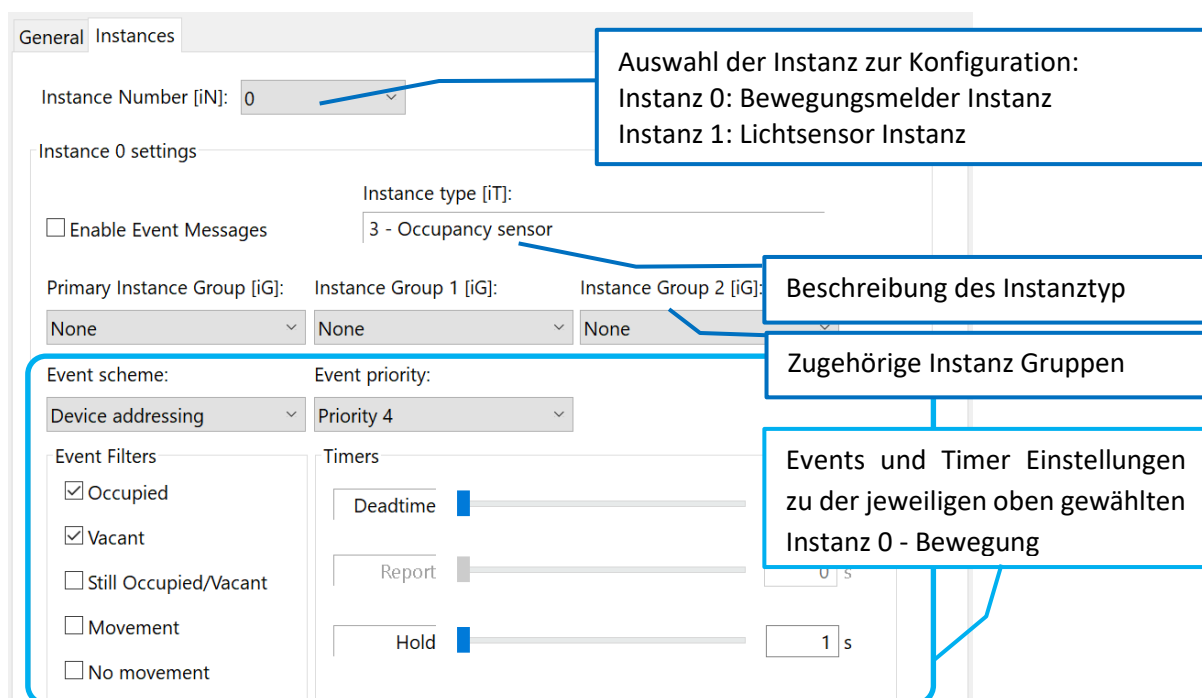 General Instances
Auswahl der Instanz zur Konfiguration:
Instanz 0: Bewegungsmelder Instanz
Instanz 1: Lichtsensor Instanz
Instance Number [iN]: 0
Instance 0 settings
Instance type [iT]:
Enable Event Messages
3 - Occupancy sensor
Primary Instance Group [iG]: Instance Group 1 [iG]: Instance Group 2 [iG]:
Beschreibung des Instanztyp
None None None
Zugehörige Instanz Gruppen
Event scheme: Event priority:
Device addressing Priority 4
Events und Timer Einstellungen
zu der jeweiligen oben gewählten
Instanz 0 - Bewegung
Event Filters
Timers
Occupied
Deadtime
Vacant
Report 0 s
Still Occupied/Vacant
Movement
Hold 1 s
No movement